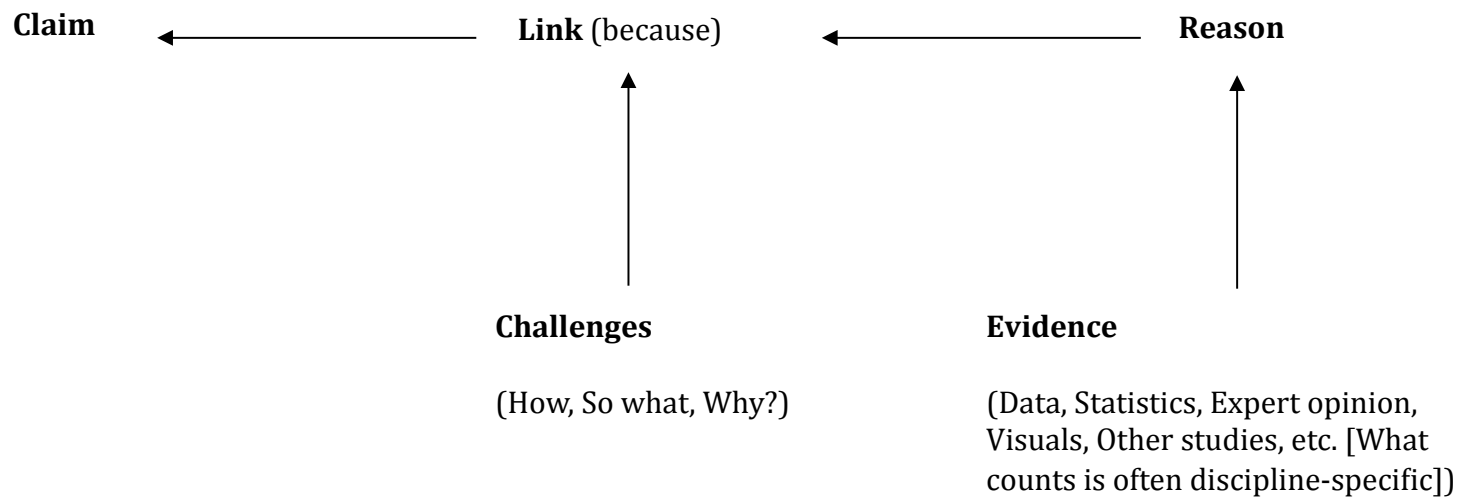 Claim
Link (because)
Reason
Challenges
Evidence
(How, So what, Why?)
(Data, Statistics, Expert opinion,
Visuals, Other studies, etc. [What
counts is often discipline-specific])